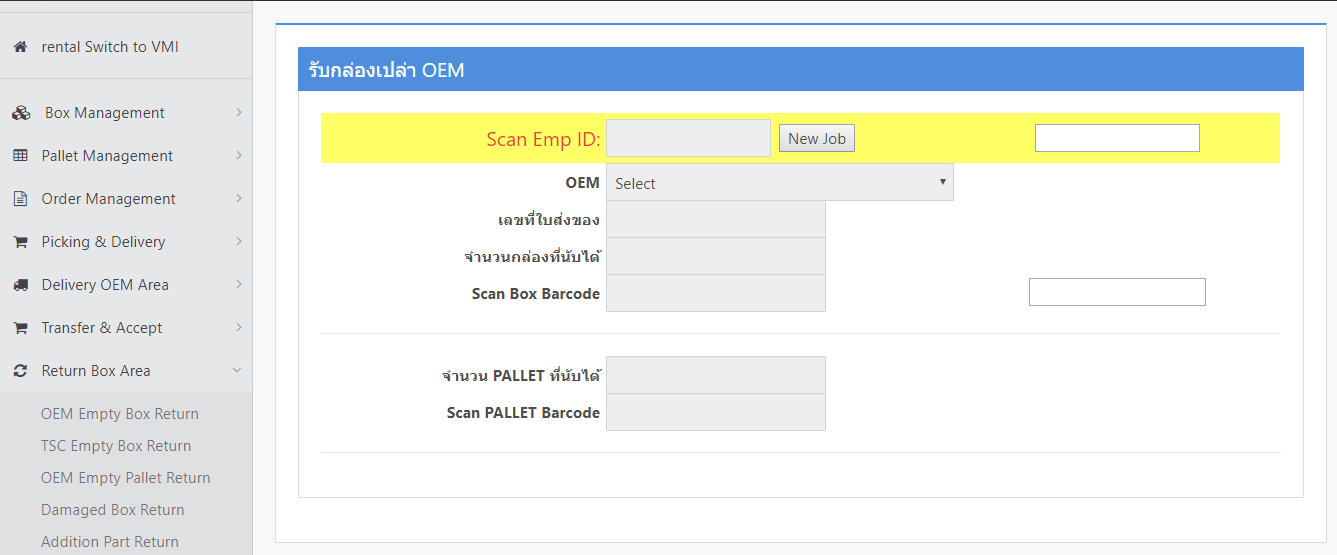 rental Switch to VMI
Box Management
Pallet Management
Order Management
Picking & Delivery
Delivery OEM Area
Transfer & Accept
Return Box Area
OEM Empty Box Return
TSC Empty Box Return
OEM Empty Pallet Return
Damaged Box Return
Addition Part Return
รับกล่องเปล่า OEM
Scan Emp ID: New Job
OEM Select
เลขที่ใบส่งของ
จำนวนกล่องที่นับได้
Scan Box Barcode
จำนวน PALLET ที่นับได้
Scan PALLET Barcode